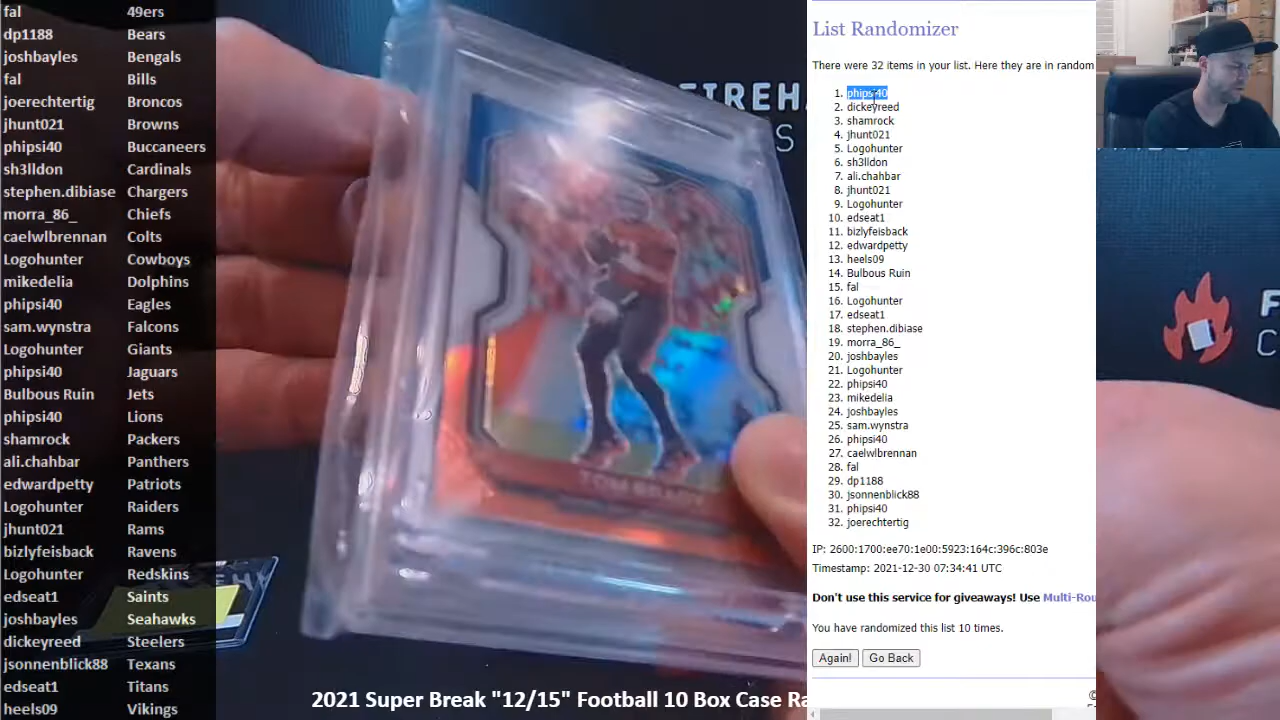 fal 49ers
dp1188 Bears
joshbayles Bengals
fal Bills
joerechtertig Broncos
jhunt021 Browns
phipsi40 Buccaneers
sh3lldon Cardinals
stephen.dibiase Chargers
morra_86_ Chiefs
caelwlbrennan Colts
Logohunter Cowboys
mikedelia Dolphins
phipsi40 Eagles
sam.wynstra Falcons
Logohunter Giants
phipsi40 Jaguars
Bulbous Ruin Jets
phipsi40 Lions
shamrock Packers
ali.chahbar Panthers
edwardpetty Patriots
Logohunter Raiders
jhunt021 Rams
bizlyfeisback Ravens
Logohunter Redskins
edseat1 Saints
joshbayles Seahawks
dickeyreed Steelers
jsonnenblick88 Texans
edseat1 Titans
heels09 Vikings
FIREH
S
TOM BRADY
2021 Super Break "12/15" Football 10 Box Case Ra
List Randomizer
There were 32 items in your list. Here they are in random
1. phipsi40
2. dickeyreed
3. shamrock
4. jhunt021
5. Logohunter
6. sh3lldon
7. ali.chahbar
8. jhunt021
9. Logohunter
10. edseat1
11. bizlyfeisback
12. edwardpetty
13. heels09
14. Bulbous Ruin
15. fal
16. Logohunter
17. edseat1
18. stephen.dibiase
19. morra_86_
20. joshbayles
21. Logohunter
22. phipsi40
23. mikedelia
24. joshbayles
25. sam.wynstra
26. phipsi40
27. caelwlbrennan
28. fal
29. dp1188
30. jsonnenblick88
31. phipsi40
32. joerechtertig
IP: 2600:1700:ee70:1e00:5923:164c:396c:803e
Timestamp: 2021-12-30 07:34:41 UTC
Don't use this service for giveaways! Use Multi-Rou
You have randomized this list 10 times.
Again! Go Back
F
C